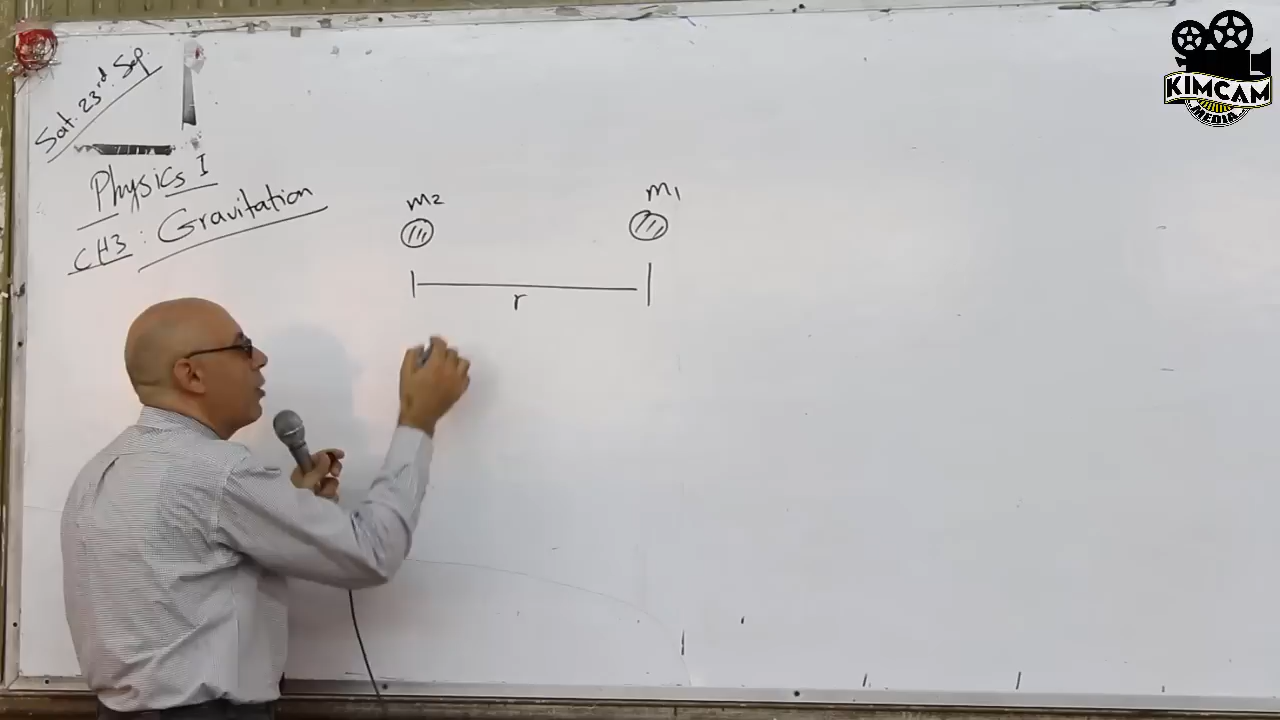 Sat. 23rd. Sep.
Physics I
CH3: Gravitation
m2
m1
r
KIMCAM
MEDIA